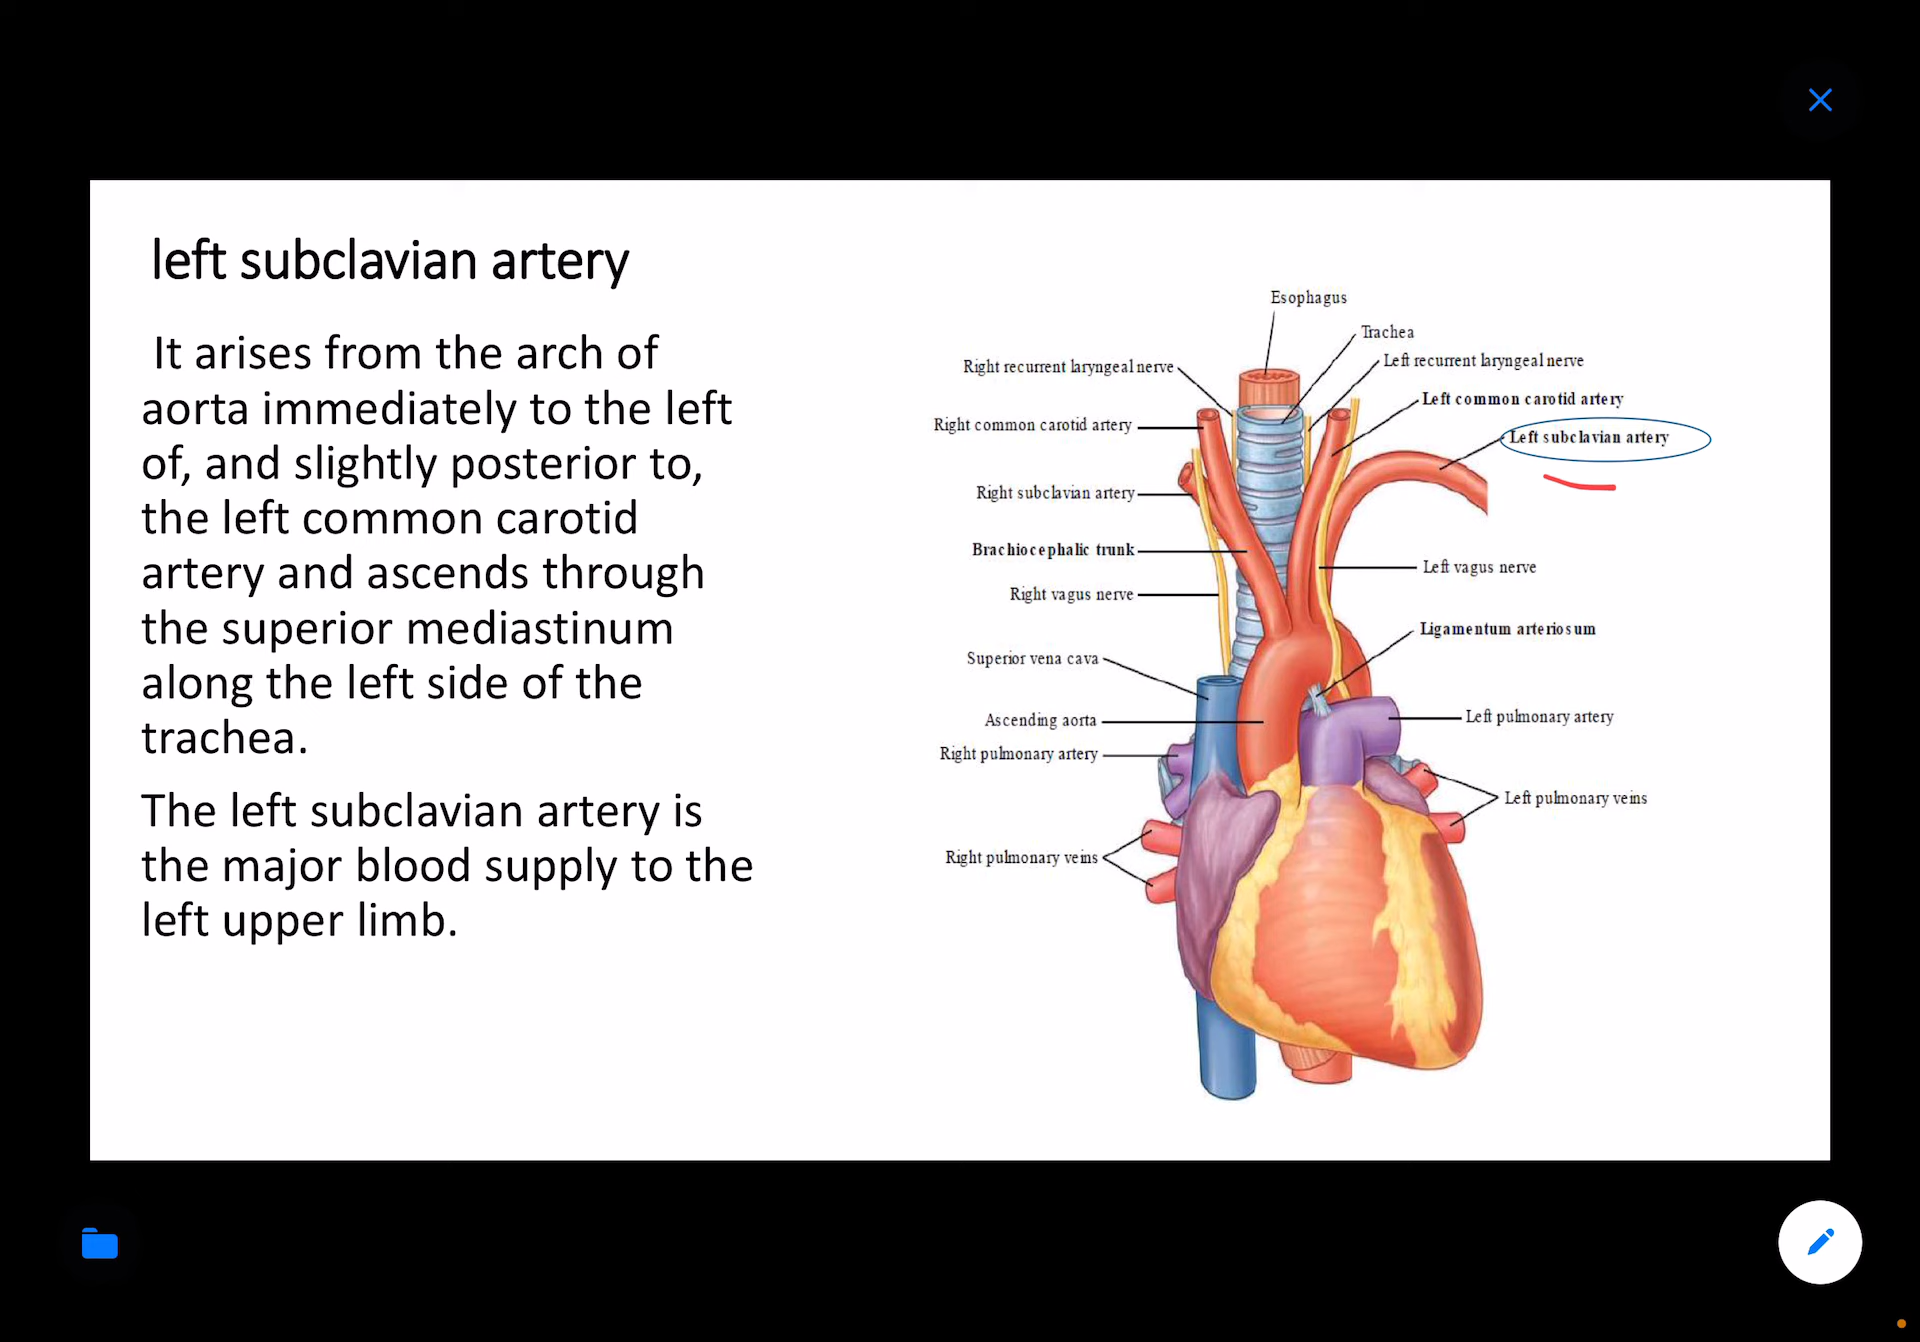 left subclavian artery
It arises from the arch of
aorta immediately to the left
of, and slightly posterior to,
the left common carotid
artery and ascends through
the superior mediastinum
along the left side of the
trachea.
The left subclavian artery is
the major blood supply to the
left upper limb.
Esophagus
Trachea
Right recurrent laryngeal nerve
Left recurrent laryngeal nerve
Left common carotid artery
Right common carotid artery
Left subclavian artery
Right subclavian artery
Brachiocephalic trunk
Left vagus nerve
Right vagus nerve
Ligamentum arteriosum
Superior vena cava
Left pulmonary artery
Ascending aorta
Right pulmonary artery
Left pulmonary veins
Right pulmonary veins